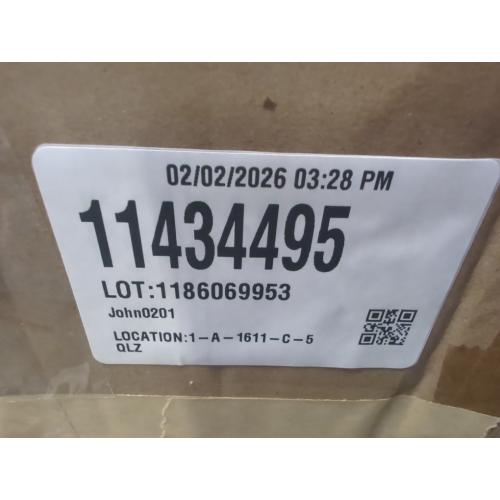 02/02/2026 03:28 PM
11434495
LOT:1186069953
John0201
LOCATION:1-A-1611-C-5
QLZ